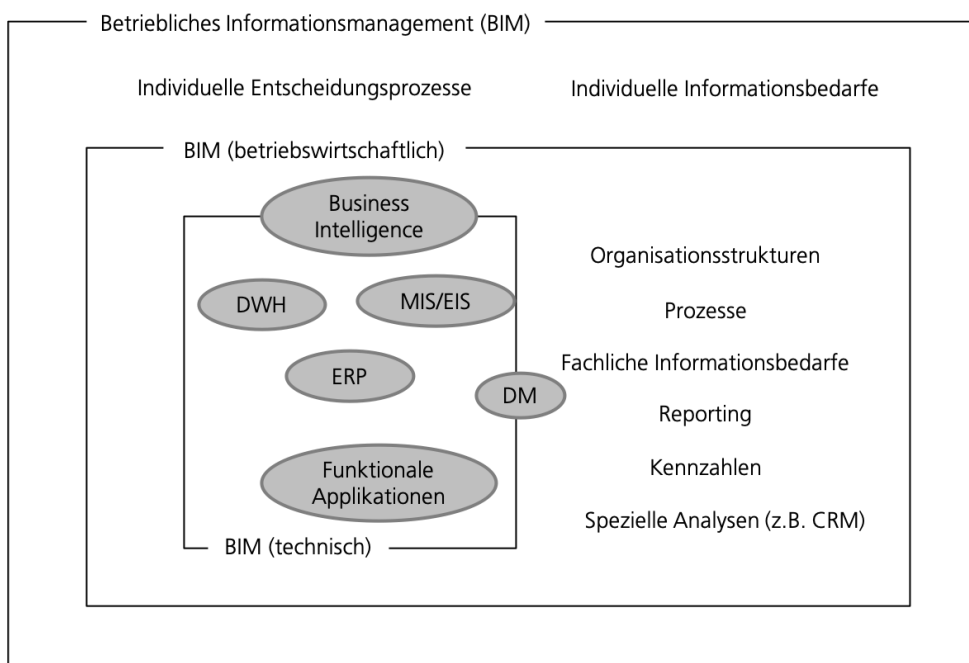 Betriebliches Informationsmanagement (BIM)
Individuelle Entscheidungsprozesse
Individuelle Informationsbedarfe
BIM (betriebswirtschaftlich)
Business
Intelligence
Organisationsstrukturen
DWH
MIS/EIS
Prozesse
Fachliche Informationsbedarfe
ERP
DM
Reporting
Funktionale
Applikationen
Kennzahlen
Spezielle Analysen (z.B. CRM)
BIM (technisch)